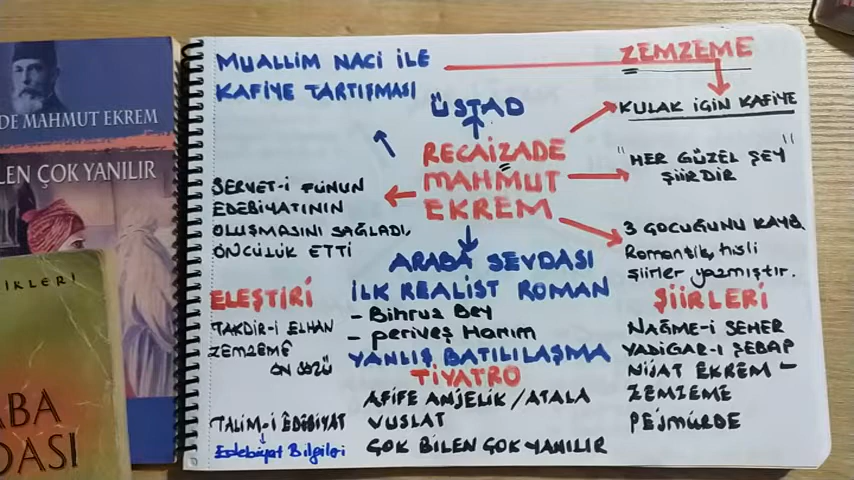 DE MAHMUT EKREM
LEN ÇOK YANILIR
İKLERİ
ABA
DASI
MUALLİM NACİ İLE
KAFİYE TARTIŞMASI
ZEMZEME
KULAK İÇİN KAFİYE
ÜSTAD
RECAİZADE
MAHMUT
EKREM
"HER GÜZEL ŞEY"
ŞİİRDİR
SERVET-İ FÜNUN
EDEBİYATININ
OLUŞMASINI SAĞLADI,
ÖNCÜLÜK ETTİ
3 ÇOCUĞUNU KAYB
Romantik, hisli
şiirler yazmıştır.
ARABA SEVDASI
İLK REALİST ROMAN
- Bihruz Bey
- Periveş Hanım
YANLIŞ BATILILAŞMA
ELEŞTİRİ
TAKDİR-İ ELHAN
ZEMZEME
ÖN SÖZÜ
TALİM-İ EDEBİYAT
Edebiyat Bilgileri
TİYATRO
AFİFE ANJELİK / ATALA
VUSLAT
ÇOK BİLEN ÇOK YANILIR
ŞİİRLERİ
NAĞME-İ SEHER
YADİGAR-I ŞEBAP
NİJAT EKREM -
ZEMZEME
PEJMÜRDE